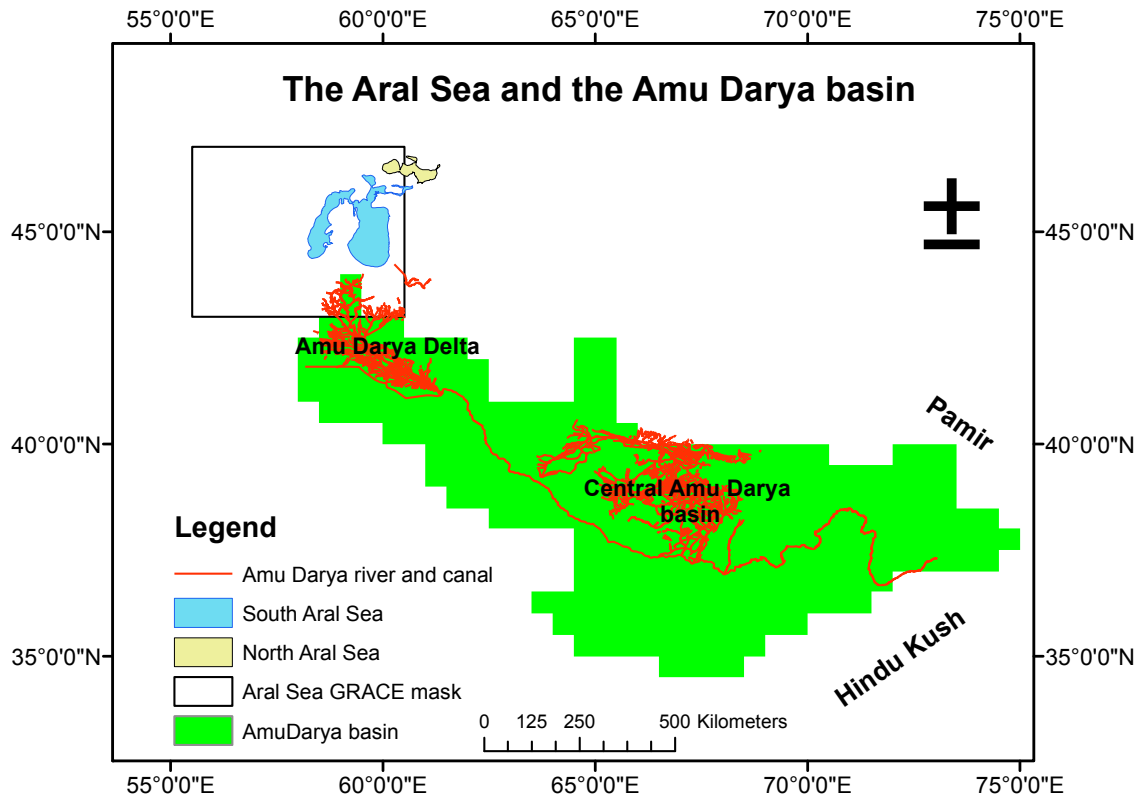 55°0'0"E 60°0'0"E 65°0'0"E 70°0'0"E 75°0'0"E
The Aral Sea and the Amu Darya basin
45°0'0"N 45°0'0"N
Amu Darya Delta
Pamir
40°0'0"N 40°0'0"N
Central Amu Darya
basin
Legend
Amu Darya river and canal
South Aral Sea
North Aral Sea
Aral Sea GRACE mask
AmuDarya basin
Hindu Kush
35°0'0"N 35°0'0"N
0 125 250 500 Kilometers
55°0'0"E 60°0'0"E 65°0'0"E 70°0'0"E 75°0'0"E